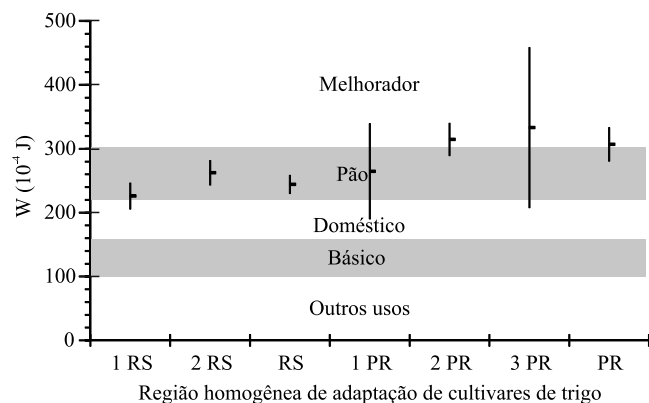 500
400
300
200
100
0
W (10⁻⁴ J)
Melhorador
Pão
Doméstico
Básico
Outros usos
1 RS 2 RS RS 1 PR 2 PR 3 PR PR
Região homogênea de adaptação de cultivares de trigo